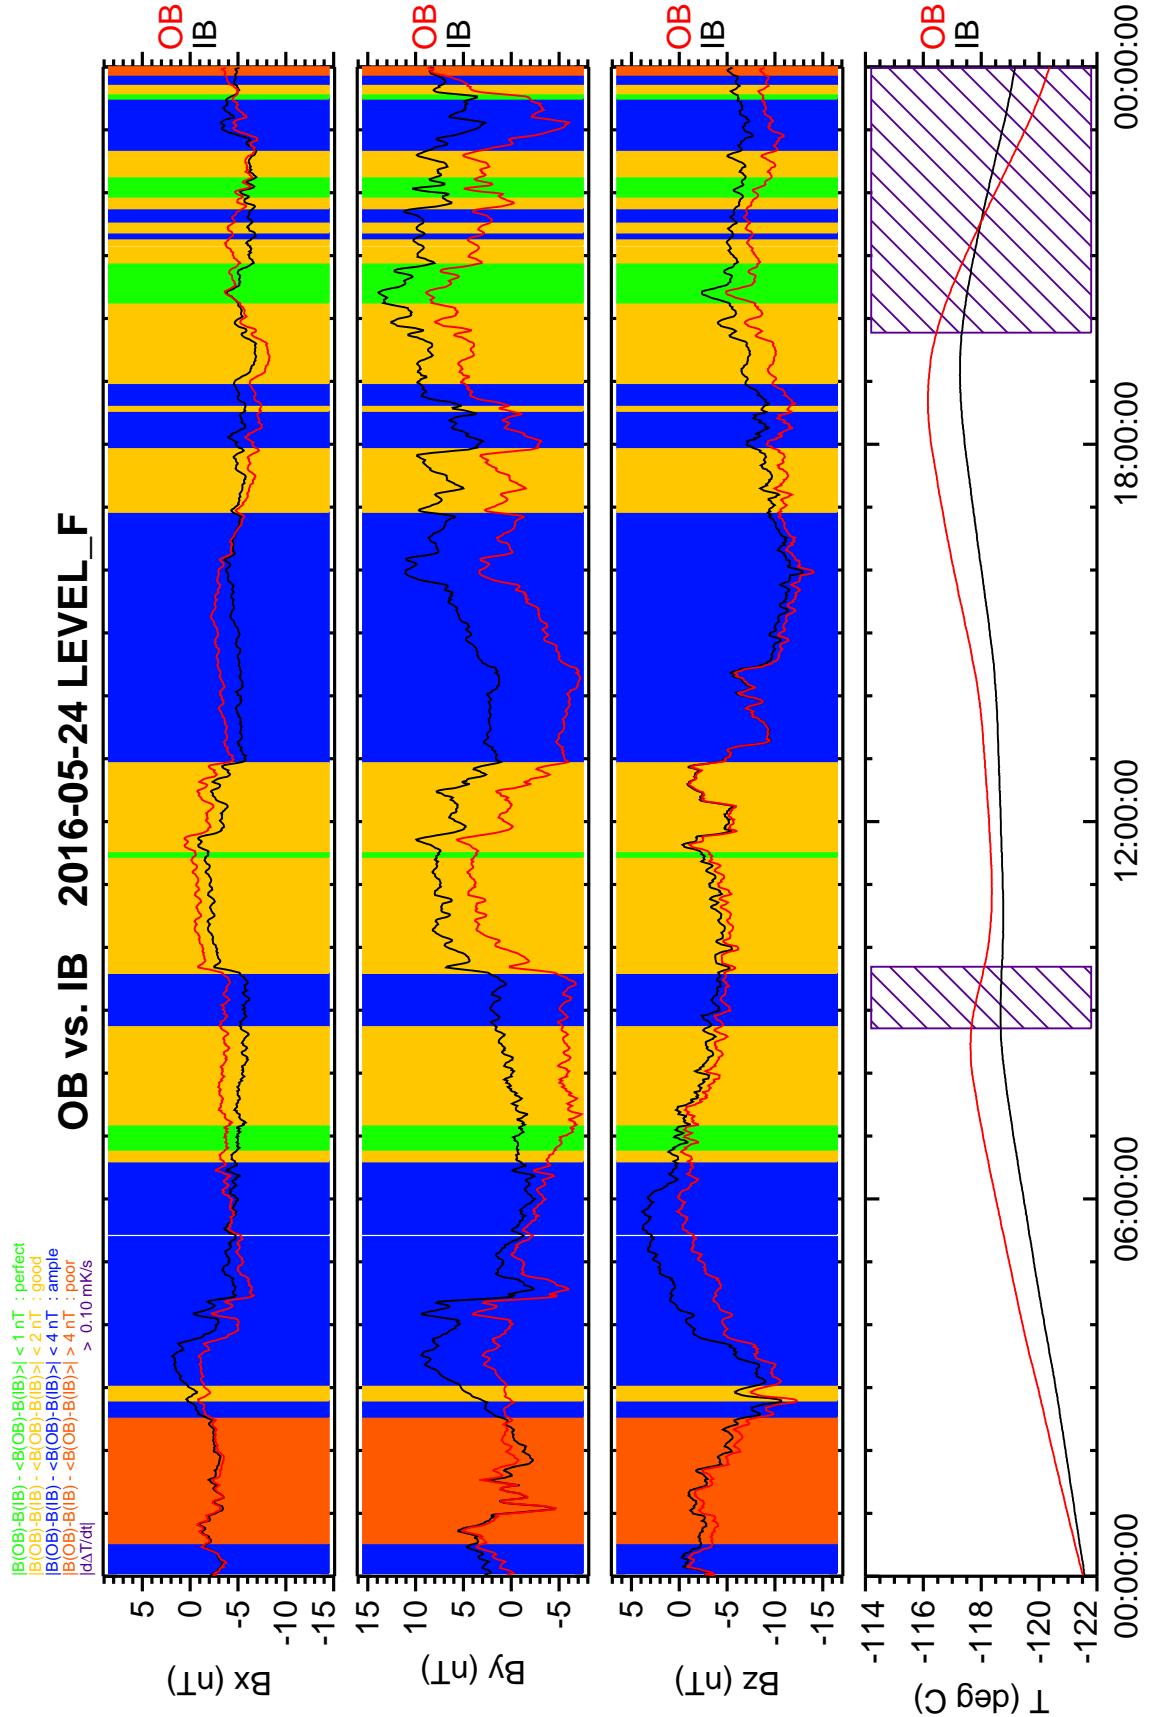 OB vs. IB 2016-05-24 LEVEL_F
|B(OB)-B(IB) - <B(OB)-B(IB)>| < 1 nT : perfect
|B(OB)-B(IB) - <B(OB)-B(IB)>| < 2 nT : good
|B(OB)-B(IB) - <B(OB)-B(IB)>| < 4 nT : ample
|B(OB)-B(IB) - <B(OB)-B(IB)>| > 4 nT : poor
|dΔT/dt| > 0.10 mK/s
Bx (nT)
5
0
-5
-10
-15
OB
IB
By (nT)
15
10
5
0
-5
OB
IB
Bz (nT)
5
0
-5
-10
-15
OB
IB
T (deg C)
-114
-116
-118
-120
-122
OB
IB
00:00:00
06:00:00
12:00:00
18:00:00
00:00:00